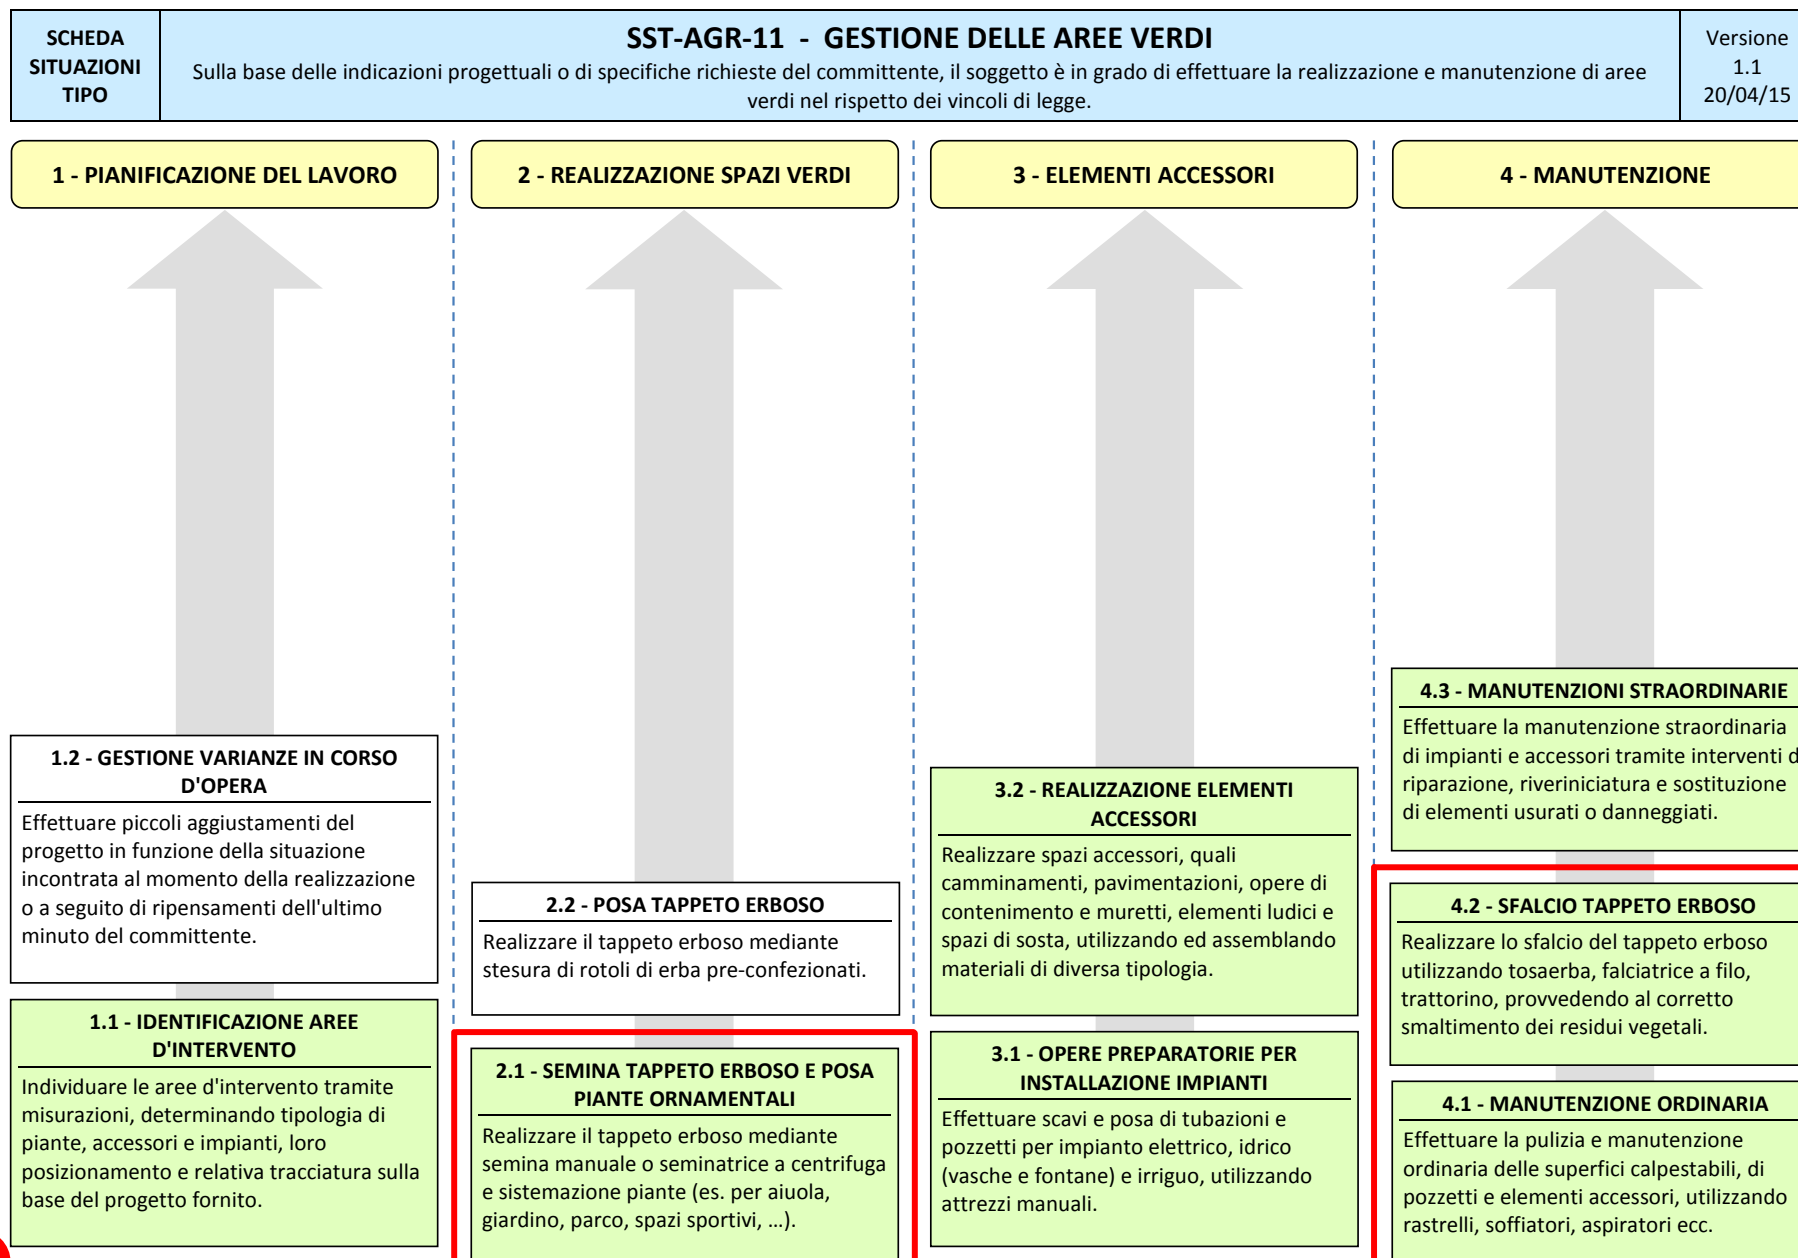 SCHEDA
SITUAZIONI
TIPO
SST-AGR-11 - GESTIONE DELLE AREE VERDI
Sulla base delle indicazioni progettuali o di specifiche richieste del committente, il soggetto è in grado di effettuare la realizzazione e manutenzione di aree
verdi nel rispetto dei vincoli di legge.
Versione
1.1
20/04/15
1 - PIANIFICAZIONE DEL LAVORO
1.2 - GESTIONE VARIANZE IN CORSO
D'OPERA
Effettuare piccoli aggiustamenti del
progetto in funzione della situazione
incontrata al momento della realizzazione
o a seguito di ripensamenti dell'ultimo
minuto del committente.
1.1 - IDENTIFICAZIONE AREE
D'INTERVENTO
Individuare le aree d'intervento tramite
misurazioni, determinando tipologia di
piante, accessori e impianti, loro
posizionamento e relativa tracciatura sulla
base del progetto fornito.
2 - REALIZZAZIONE SPAZI VERDI
2.2 - POSA TAPPETO ERBOSO
Realizzare il tappeto erboso mediante
stesura di rotoli di erba pre-confezionati.
2.1 - SEMINA TAPPETO ERBOSO E POSA
PIANTE ORNAMENTALI
Realizzare il tappeto erboso mediante
semina manuale o seminatrice a centrifuga
e sistemazione piante (es. per aiuola,
giardino, parco, spazi sportivi, …).
3 - ELEMENTI ACCESSORI
3.2 - REALIZZAZIONE ELEMENTI
ACCESSORI
Realizzare spazi accessori, quali
camminamenti, pavimentazioni, opere di
contenimento e muretti, elementi ludici e
spazi di sosta, utilizzando ed assemblando
materiali di diversa tipologia.
3.1 - OPERE PREPARATORIE PER
INSTALLAZIONE IMPIANTI
Effettuare scavi e posa di tubazioni e
pozzetti per impianto elettrico, idrico
(vasche e fontane) e irriguo, utilizzando
attrezzi manuali.
4 - MANUTENZIONE
4.3 - MANUTENZIONI STRAORDINARIE
Effettuare la manutenzione straordinaria
di impianti e accessori tramite interventi
riparazione, riveriniciatura e sostituzione
di elementi usurati o danneggiati.
4.2 - SFALCIO TAPPETO ERBOSO
Realizzare lo sfalcio del tappeto erboso
utilizzando tosaerba, falciatrice a filo,
trattorino, provvedendo al corretto
smaltimento dei residui vegetali.
4.1 - MANUTENZIONE ORDINARIA
Effettuare la pulizia e manutenzione
ordinaria delle superfici calpestabili, di
pozzetti e elementi accessori, utilizzando
rastrelli, soffiatori, aspiratori ecc.